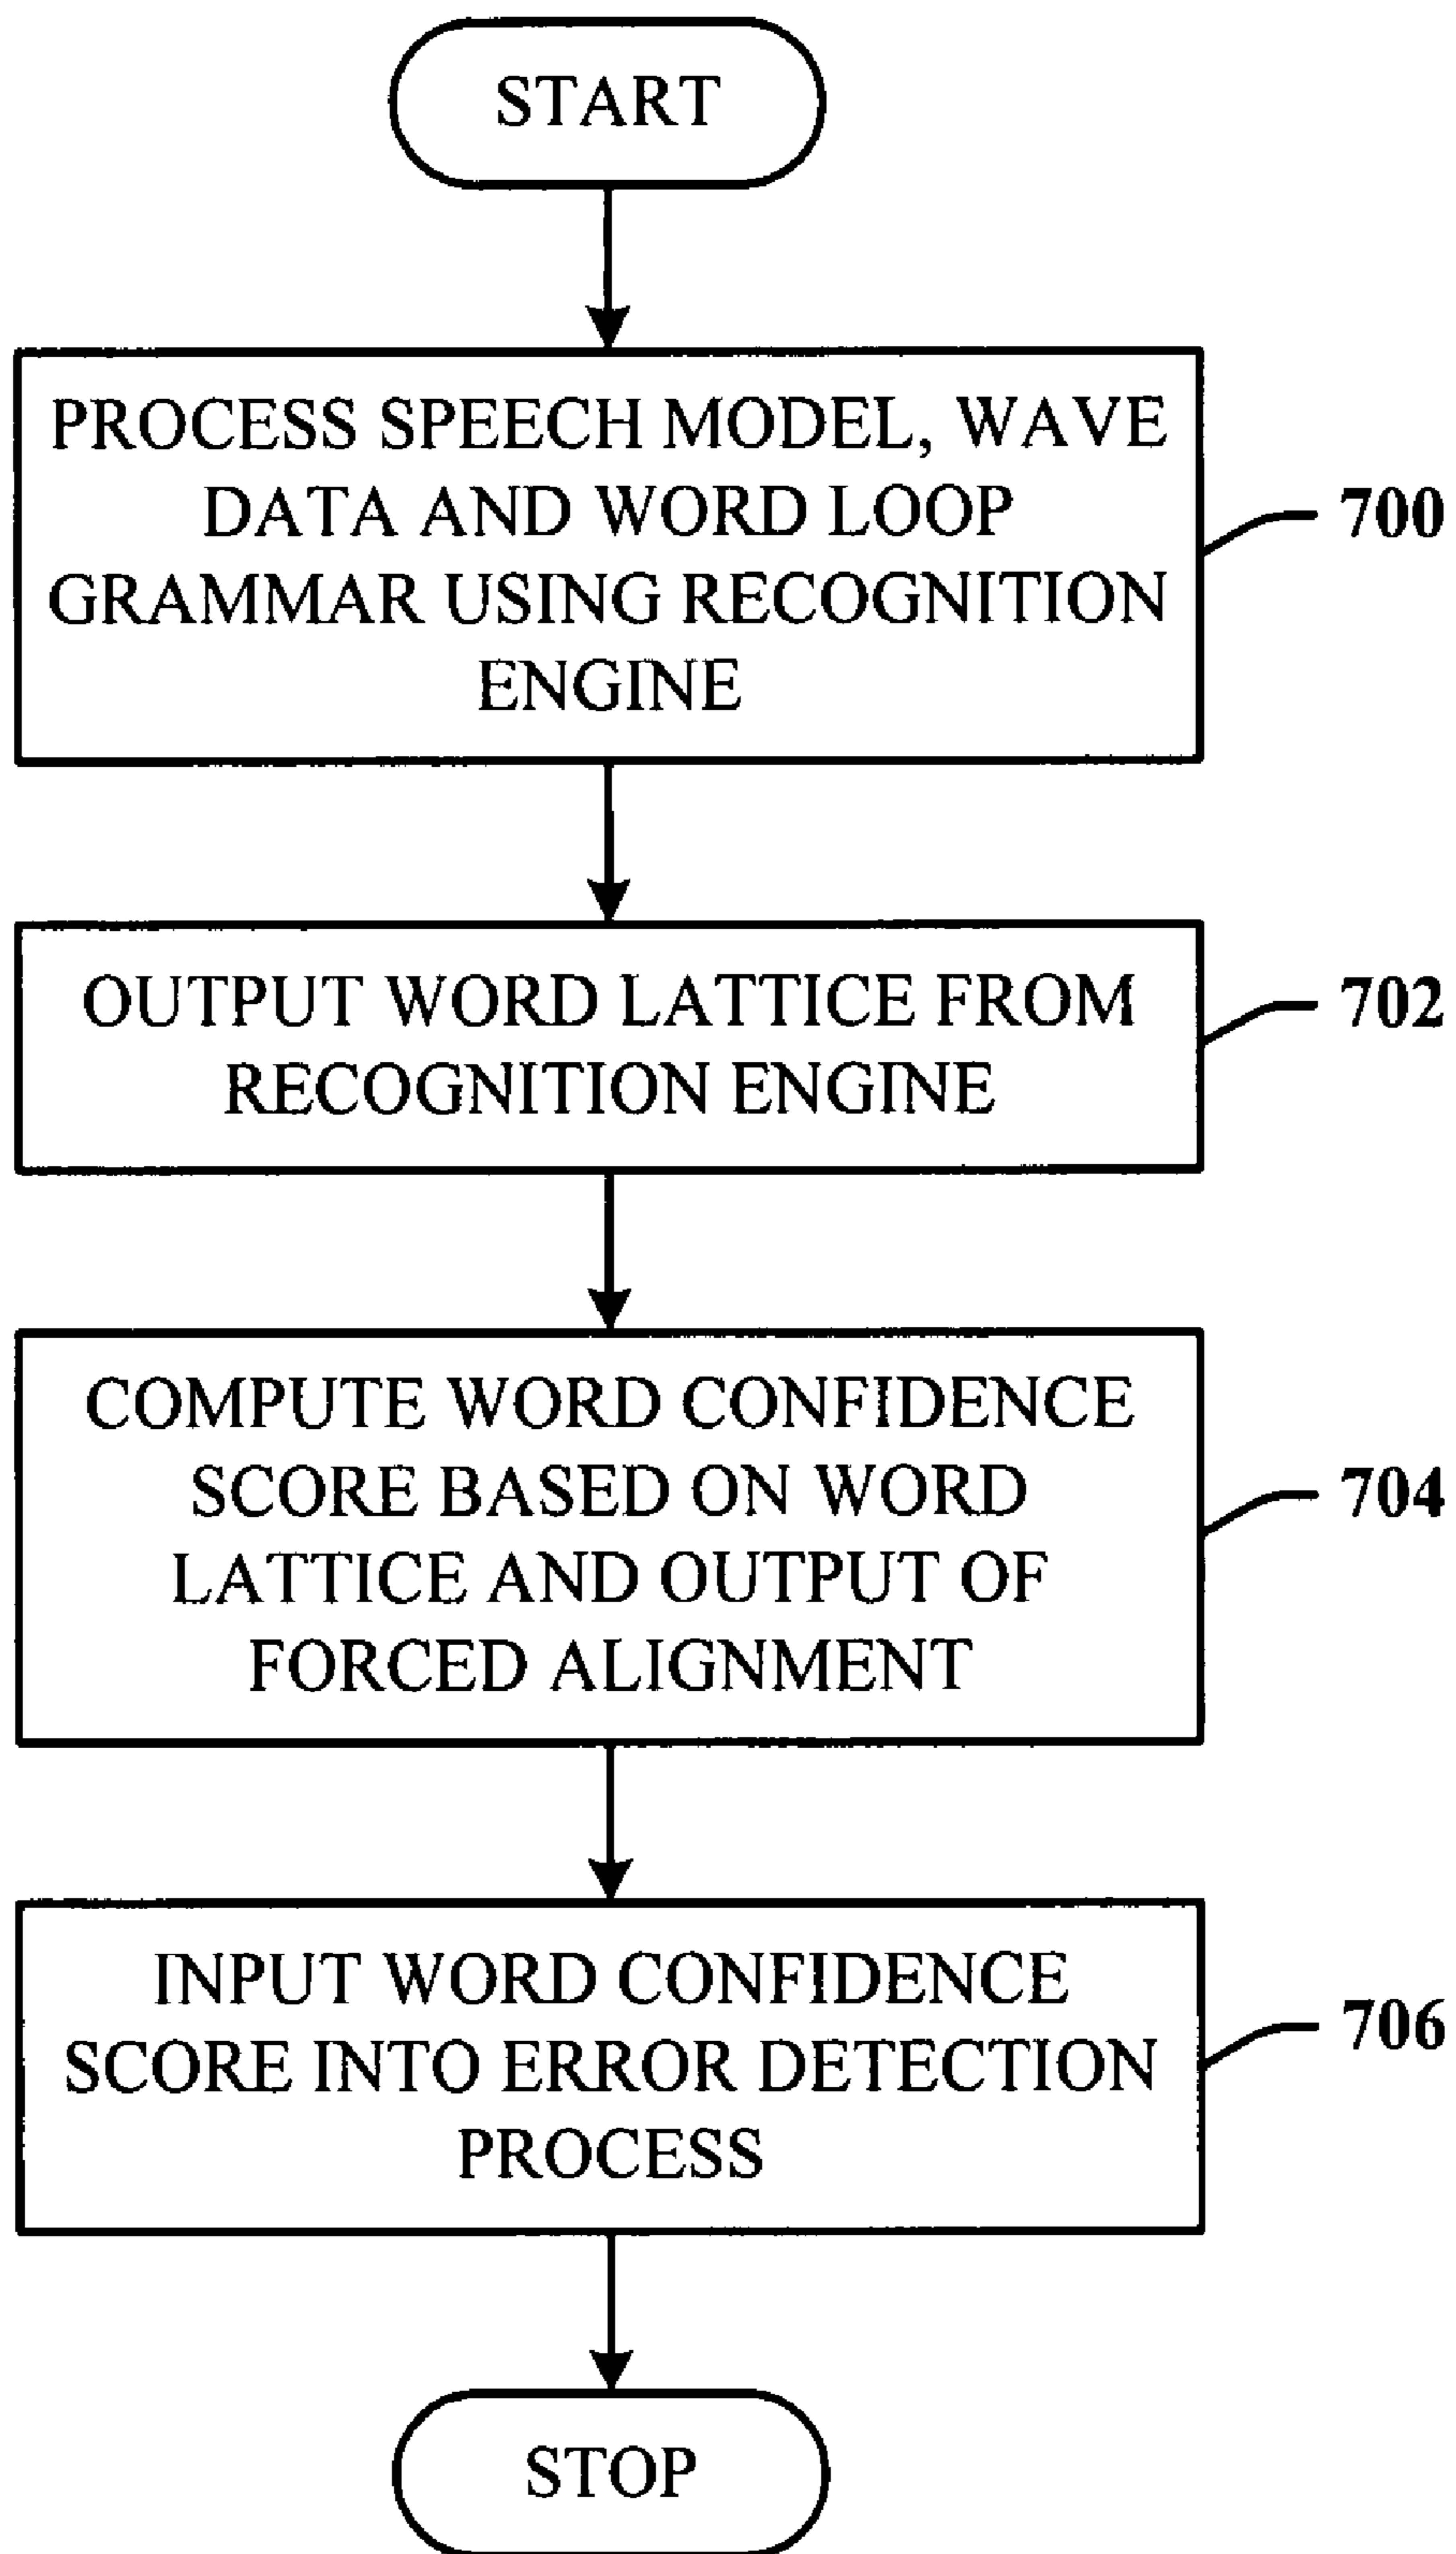 START
PROCESS SPEECH MODEL, WAVE
DATA AND WORD LOOP
GRAMMAR USING RECOGNITION
ENGINE
700
OUTPUT WORD LATTICE FROM
RECOGNITION ENGINE
702
COMPUTE WORD CONFIDENCE
SCORE BASED ON WORD
LATTICE AND OUTPUT OF
FORCED ALIGNMENT
704
INPUT WORD CONFIDENCE
SCORE INTO ERROR DETECTION
PROCESS
706
STOP